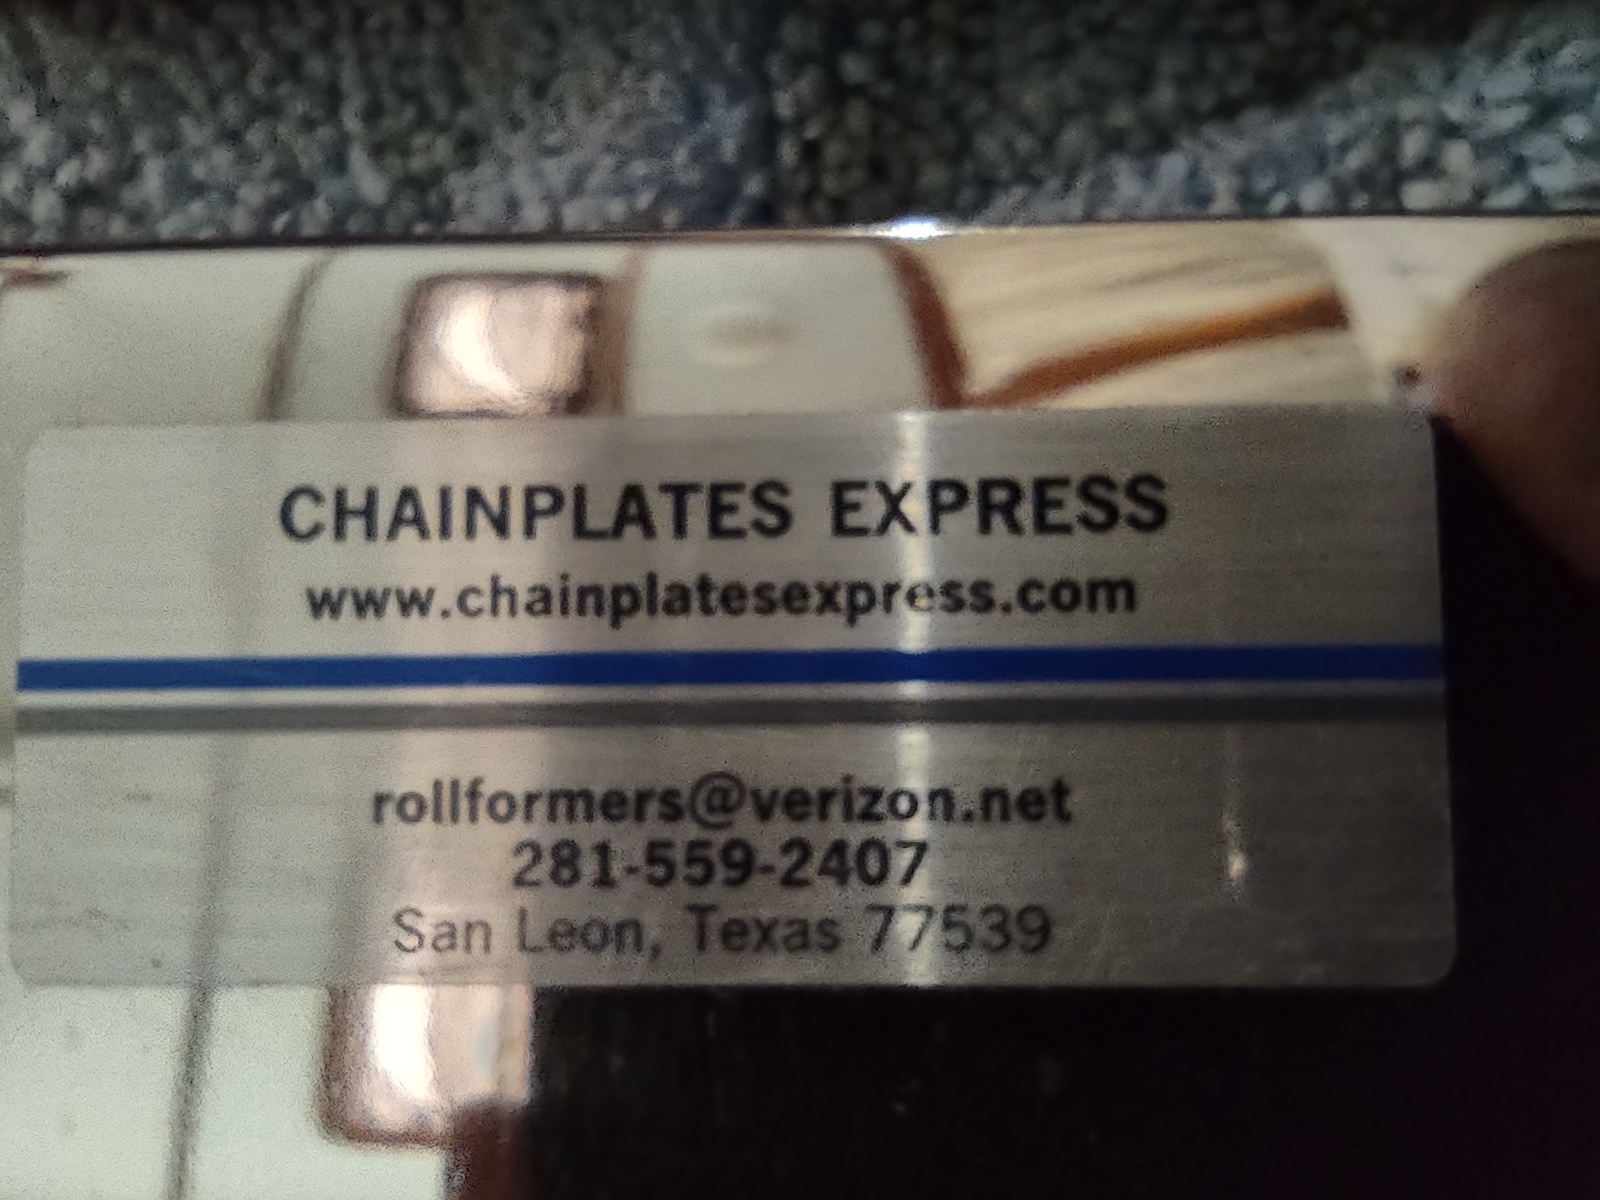 CHAINPLATES EXPRESS
www.chainplatesexpress.com
rollformers@verizon.net
281-559-2407
San Leon, Texas 77539